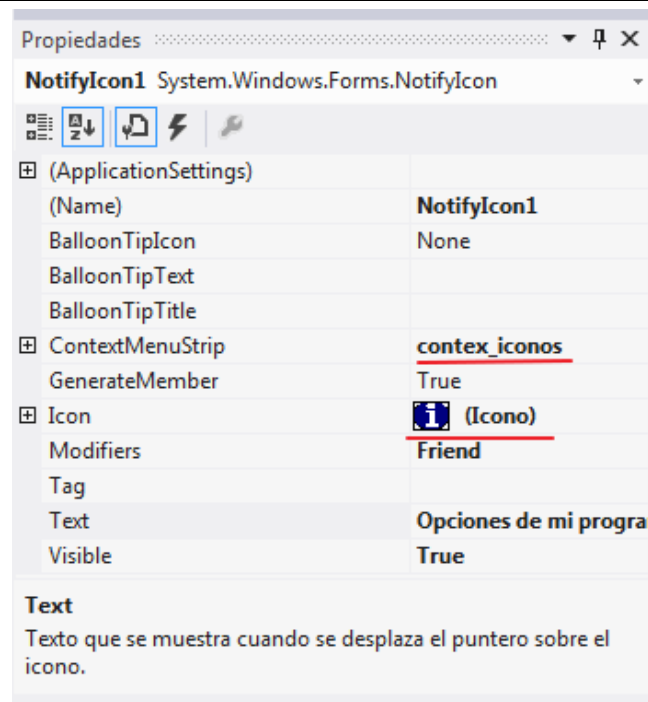 Propiedades
NotifyIcon1 System.Windows.Forms.NotifyIcon
(ApplicationSettings)
(Name) NotifyIcon1
BalloonTipIcon None
BalloonTipText
BalloonTipTitle
ContextMenuStrip contex_iconos
GenerateMember True
Icon (Icono)
Modifiers Friend
Tag
Text Opciones de mi progra
Visible True
Text
Texto que se muestra cuando se desplaza el puntero sobre el
icono.